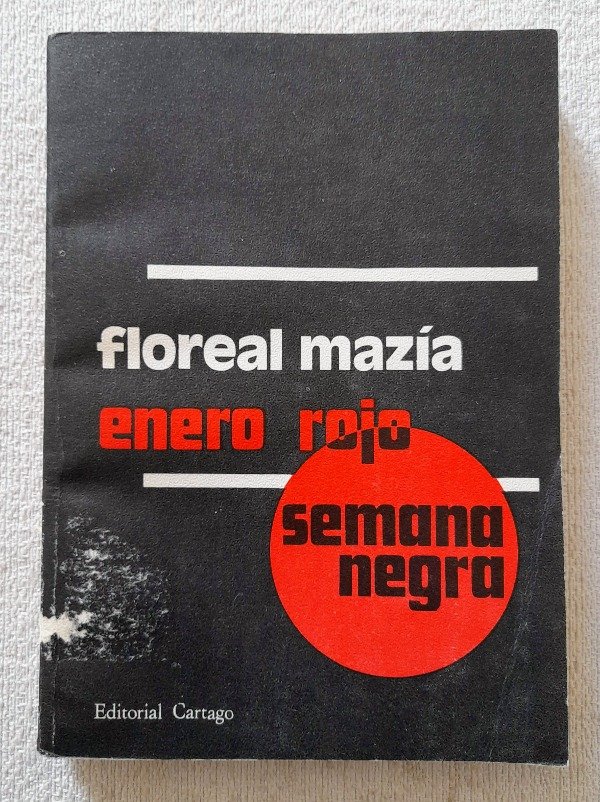 floreal mazía
enero rojo
semana
negra
Editorial Cartago